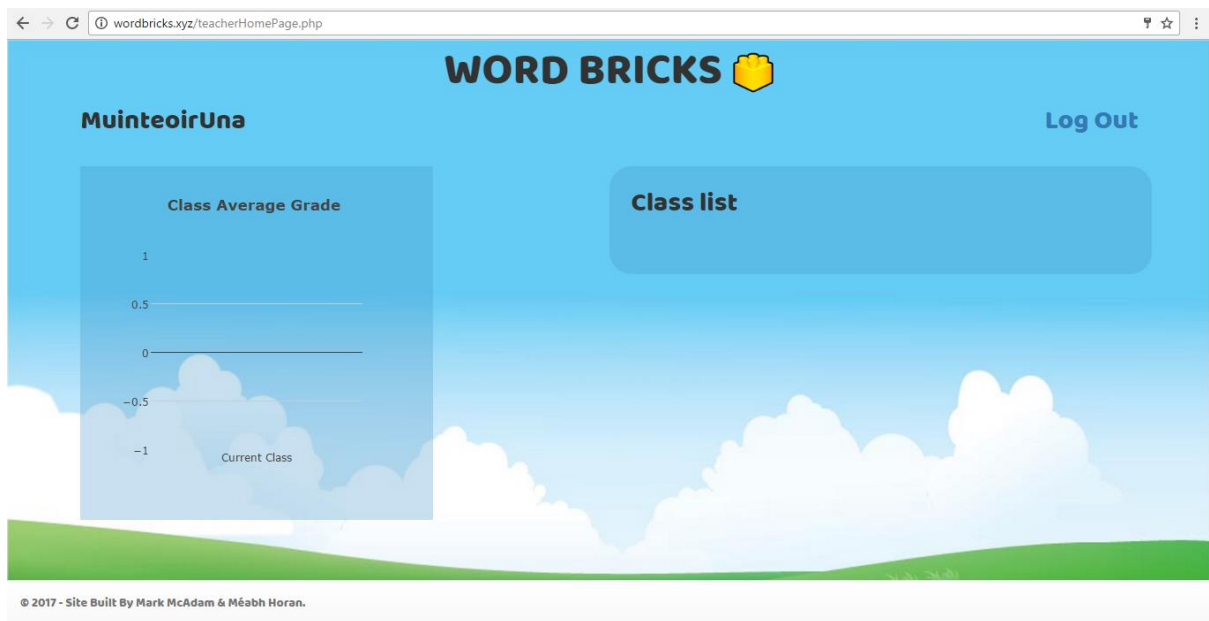 wordbricks.xyz/teacherHomePage.php
WORD BRICKS
MuinteoirUna
Log Out
Class Average Grade
1
0.5
0
−0.5
−1
Current Class
Class list
© 2017 - Site Built By Mark McAdam & Méabh Horan.